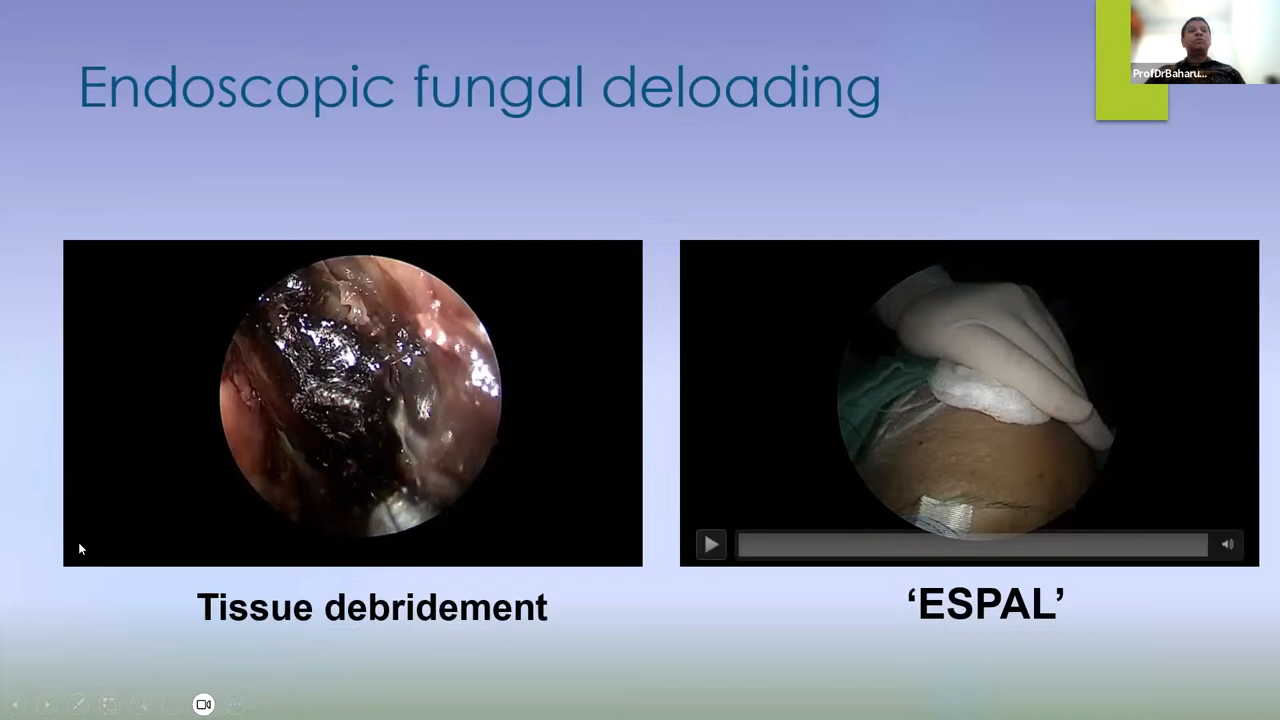 Endoscopic fungal deloading
ProfDrBaharu...
Tissue debridement
‘ESPAL’